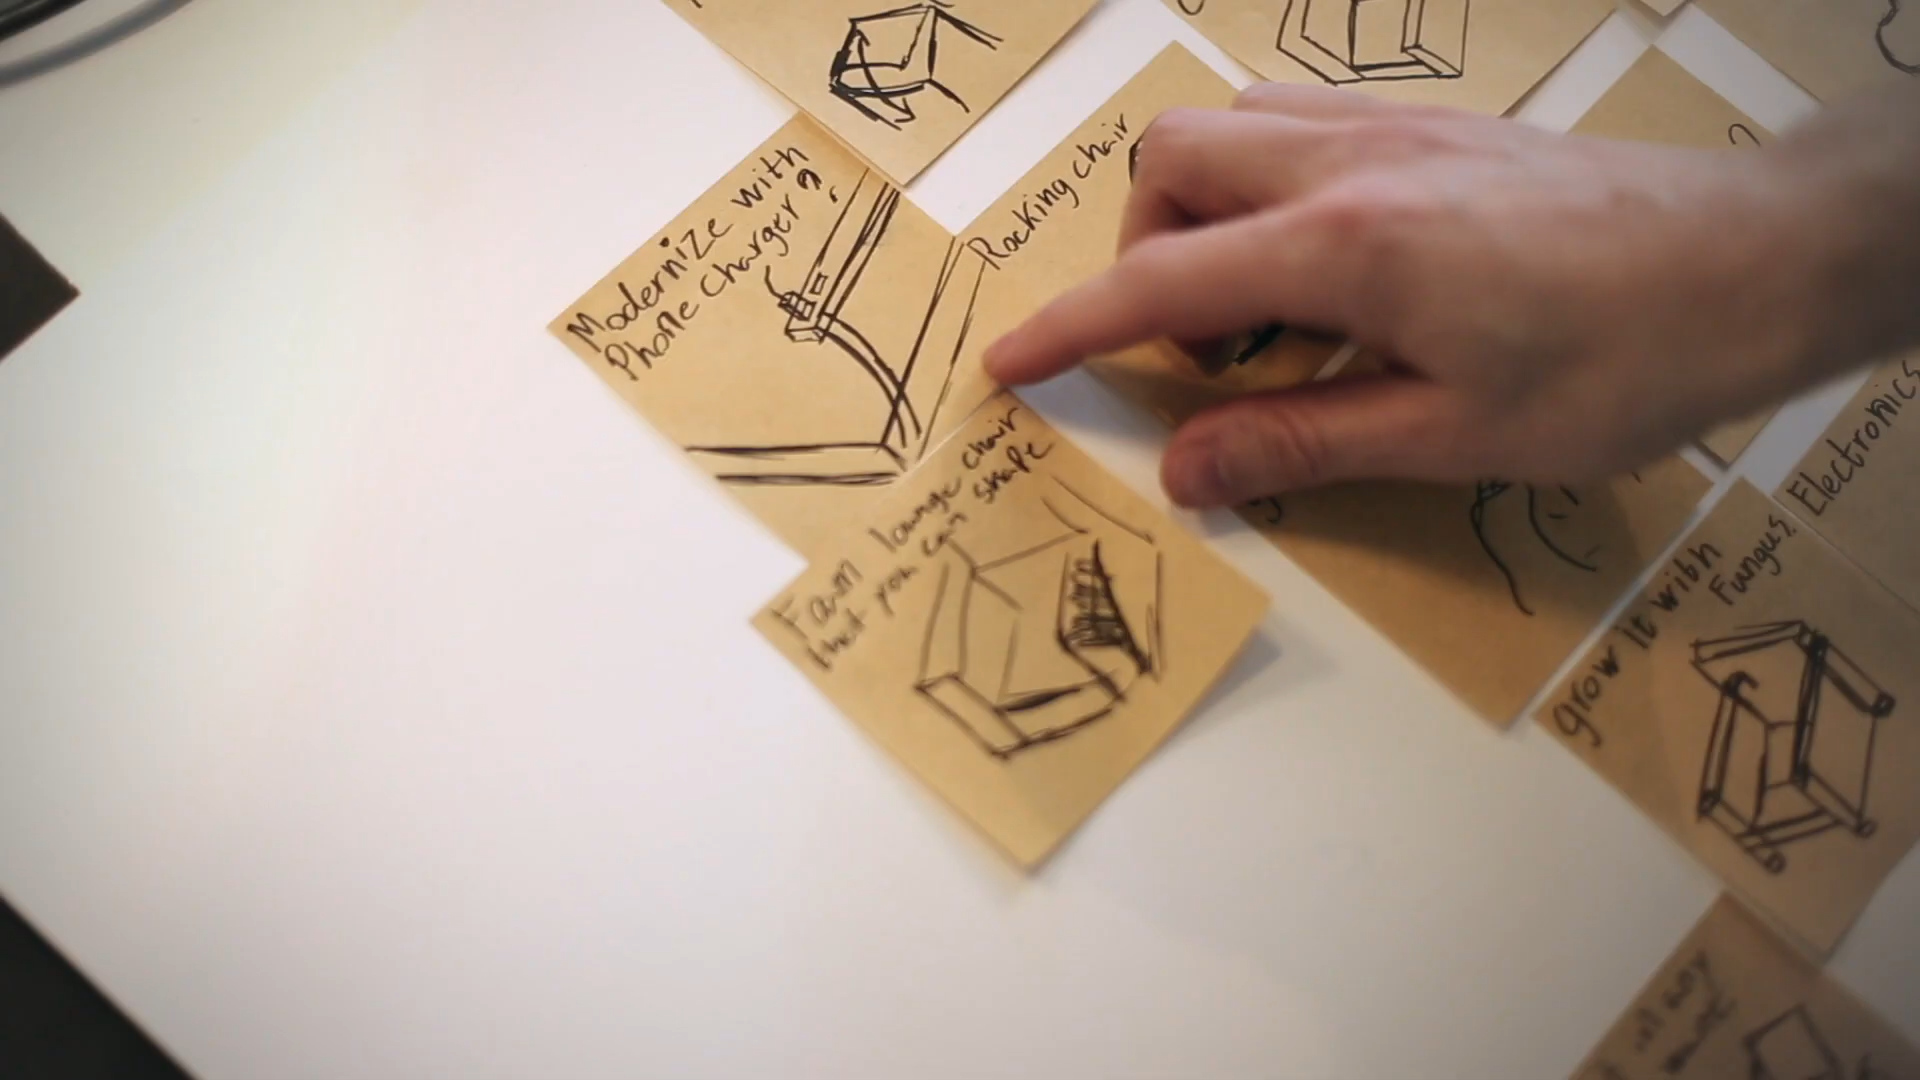 Modernize with
Phone charger?
Rocking chair
Foam lounge chair
that you can shape
Electronics
grow it with
Fungus